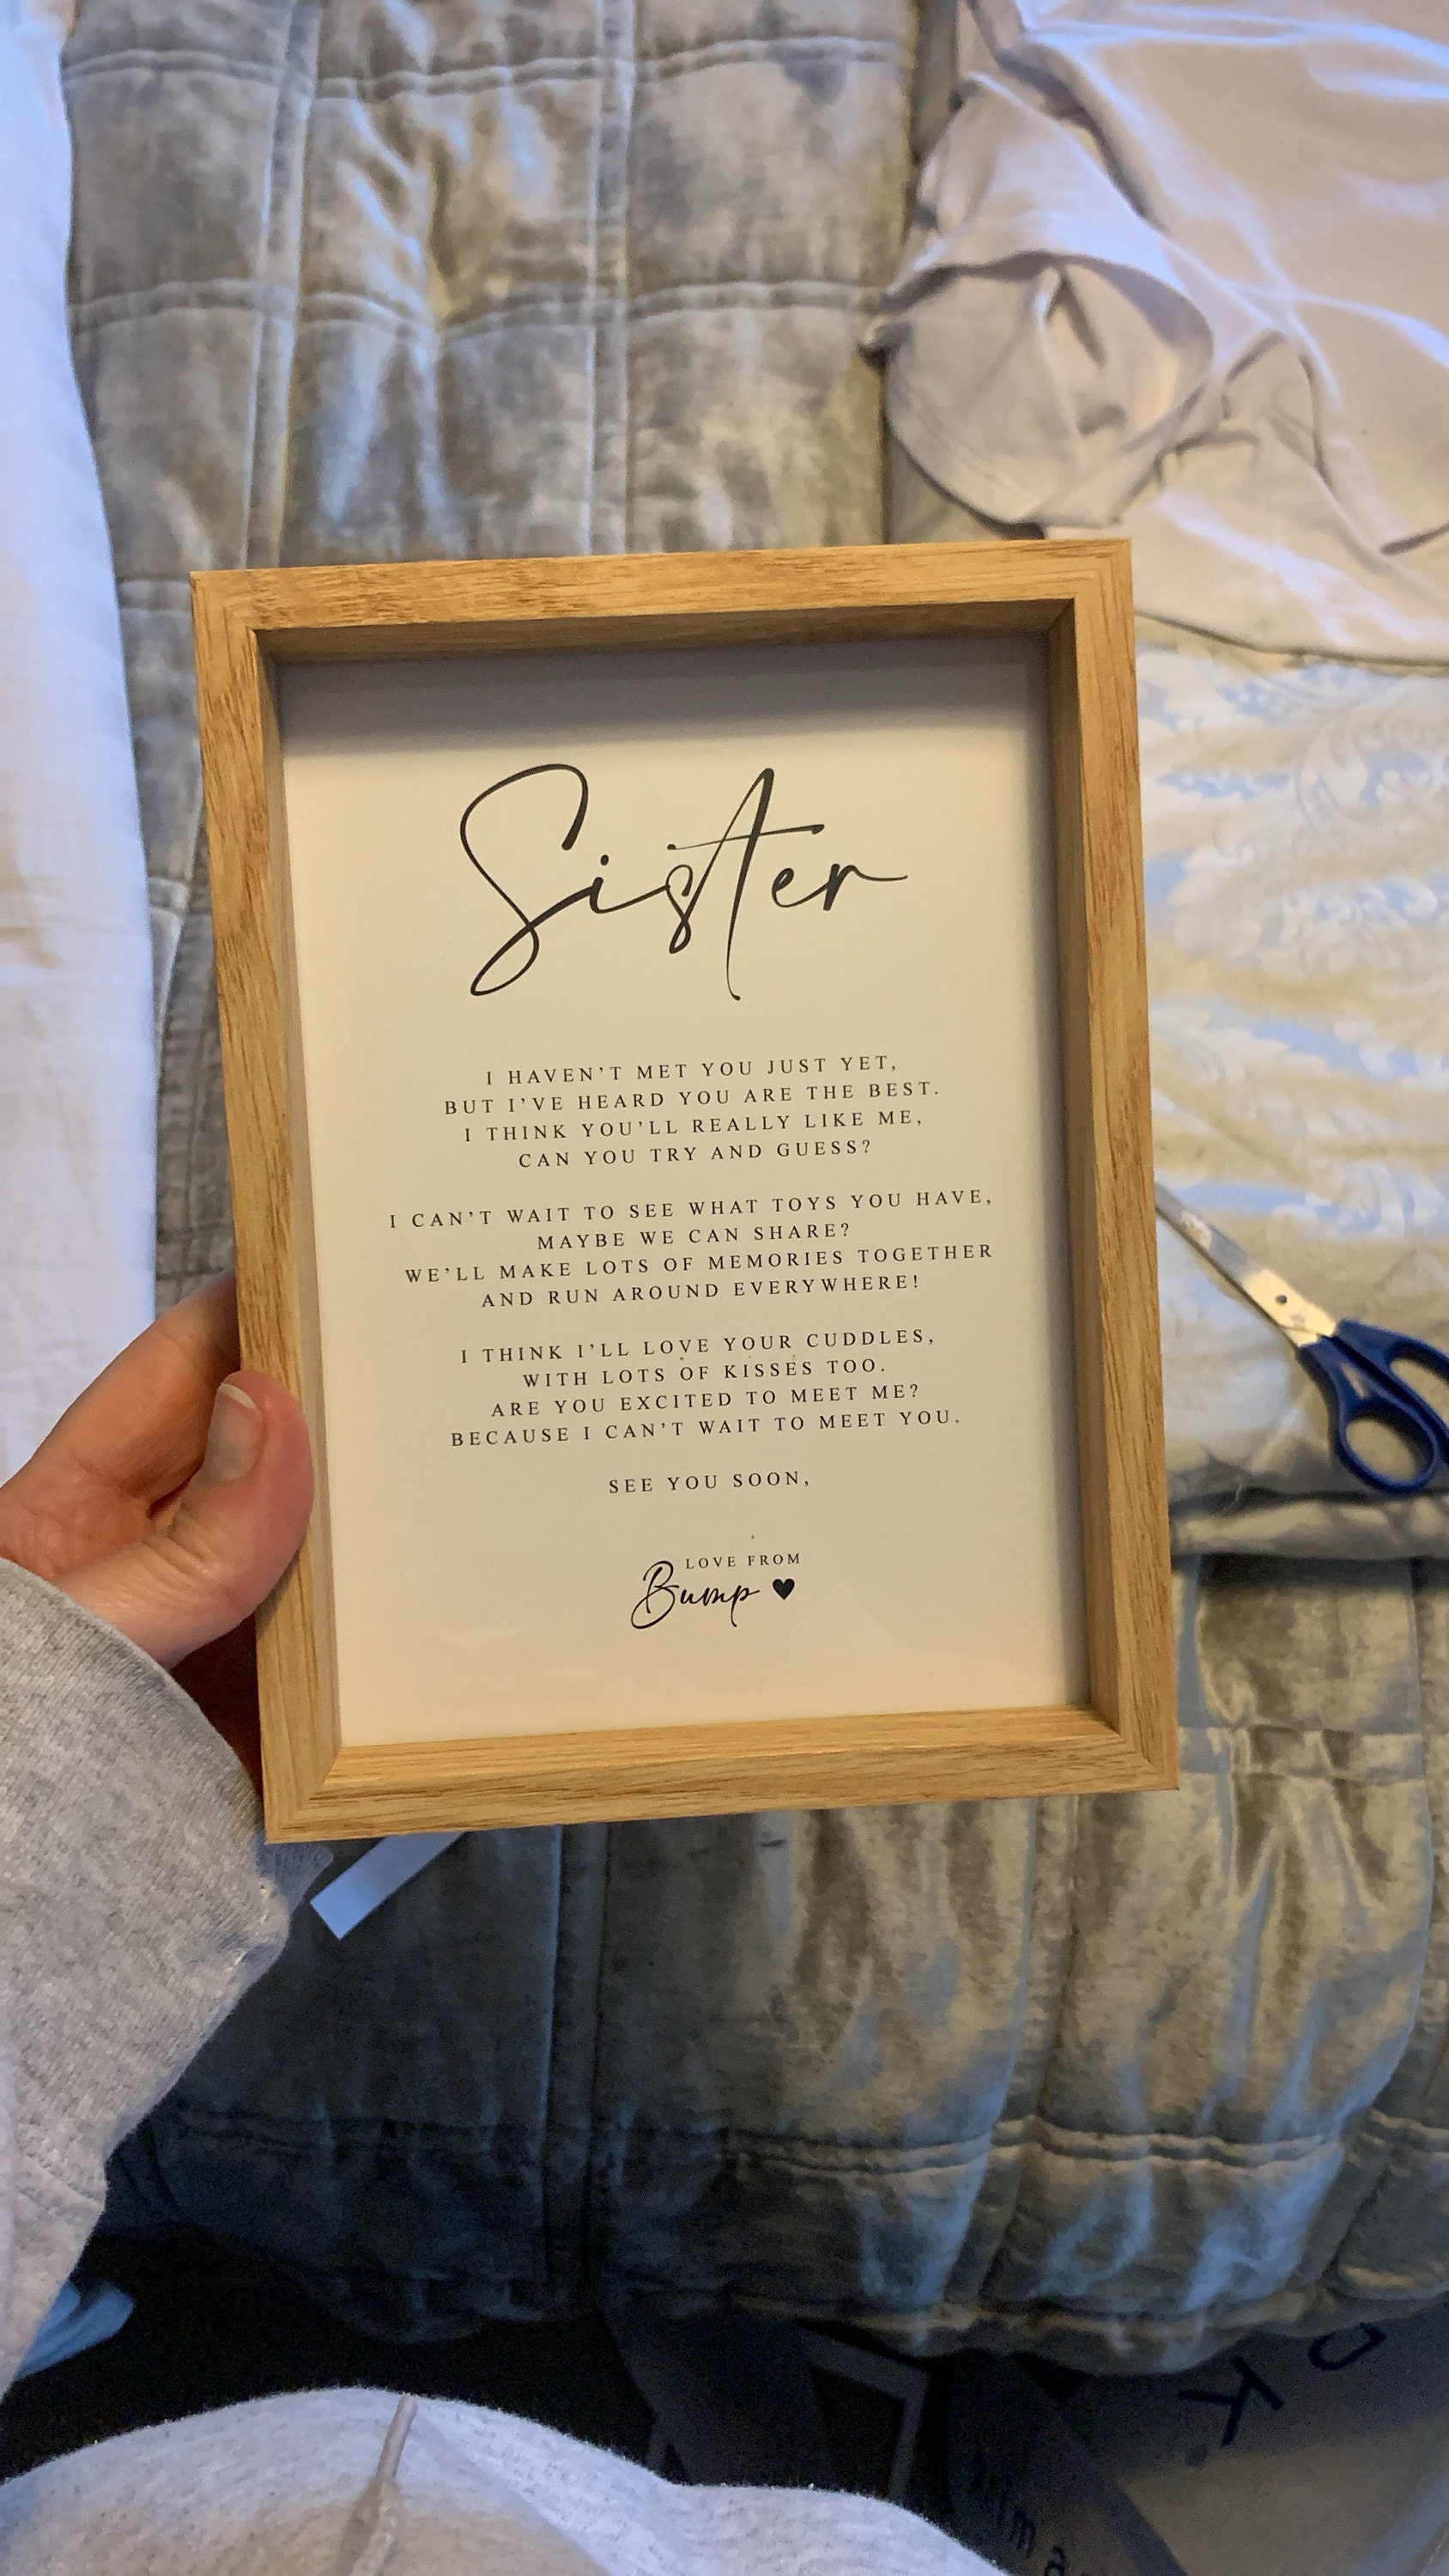 Sister
I HAVEN'T MET YOU JUST YET,
BUT I'VE HEARD YOU ARE THE BEST.
I THINK YOU'LL REALLY LIKE ME,
CAN YOU TRY AND GUESS?
I CAN'T WAIT TO SEE WHAT TOYS YOU HAVE,
MAYBE WE CAN SHARE?
WE'LL MAKE LOTS OF MEMORIES TOGETHER
AND RUN AROUND EVERYWHERE!
I THINK I'LL LOVE YOUR CUDDLES,
WITH LOTS OF KISSES TOO.
ARE YOU EXCITED TO MEET ME?
BECAUSE I CAN'T WAIT TO MEET YOU.
SEE YOU SOON,
LOVE FROM
Bump